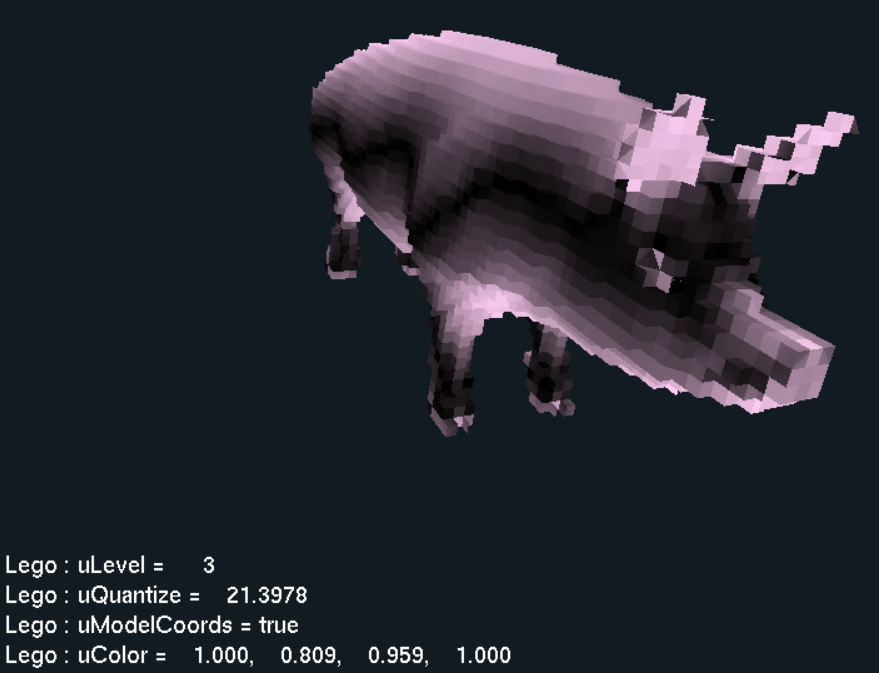 Lego : uLevel = 3
Lego : uQuantize = 21.3978
Lego : uModelCoords = true
Lego : uColor = 1.000, 0.809, 0.959, 1.000